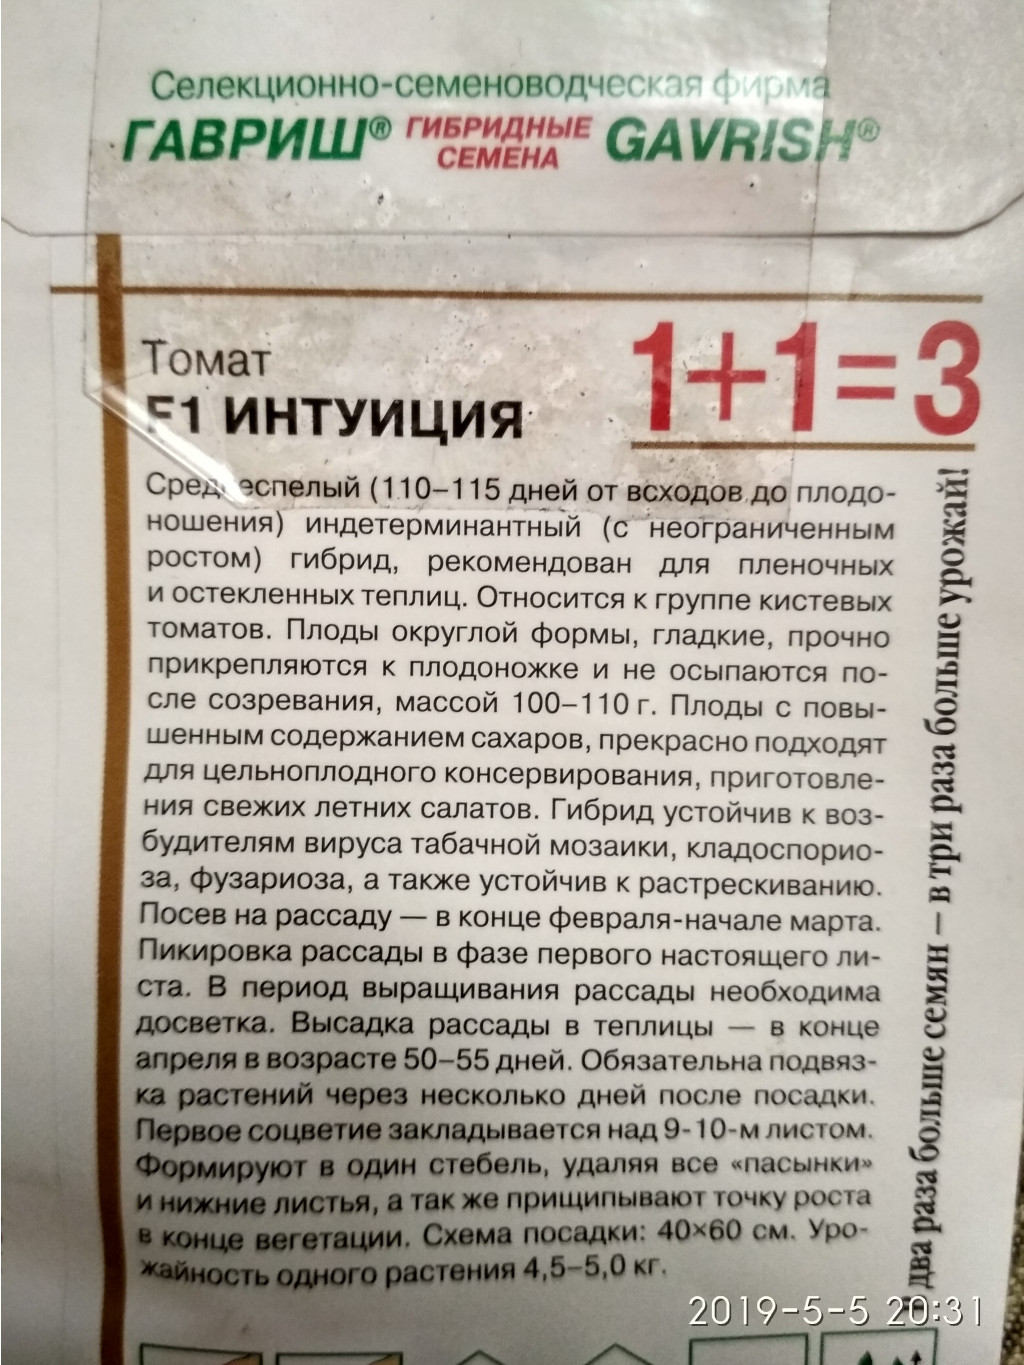 Селекционно-семеноводческая фирма
ГАВРИШ® ГИБРИДНЫЕ СЕМЕНА GAVRISH®
Томат
F1 ИНТУИЦИЯ
1+1=3
Среднеспелый (110–115 дней от всходов до плодо-
ношения) индетерминантный (с неограниченным
ростом) гибрид, рекомендован для пленочных
и остекленных теплиц. Относится к группе кистевых
томатов. Плоды округлой формы, гладкие, прочно
прикрепляются к плодоножке и не осыпаются по-
сле созревания, массой 100–110 г. Плоды с повы-
шенным содержанием сахаров, прекрасно подходят
для цельноплодного консервирования, приготовле-
ния свежих летних салатов. Гибрид устойчив к воз-
будителям вируса табачной мозаики, кладоспорио-
за, фузариоза, а также устойчив к растрескиванию.
Посев на рассаду — в конце февраля-начале марта.
Пикировка рассады в фазе первого настоящего ли-
ста. В период выращивания рассады необходима
досветка. Высадка рассады в теплицы — в конце
апреля в возрасте 50–55 дней. Обязательна подвяз-
ка растений через несколько дней после посадки.
Первое соцветие закладывается над 9-10-м листом.
Формируют в один стебель, удаляя все «пасынки»
и нижние листья, а так же прищипывают точку роста
в конце вегетации. Схема посадки: 40×60 см. Уро-
жайность одного растения 4,5–5,0 кг.
В два раза больше семян – в три раза больше урожай!
2019-5-5 20:31